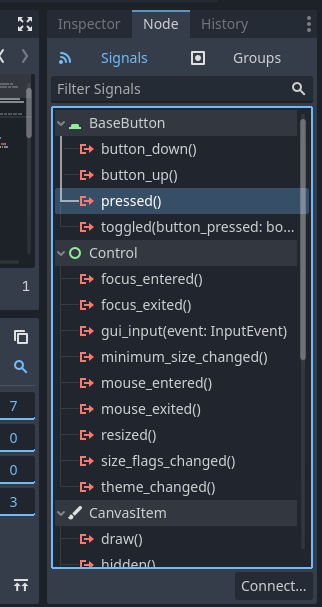 Inspector
Node
History
Signals
Groups
Filter Signals
BaseButton
button_down()
button_up()
pressed()
toggled(button_pressed: bo...
Control
focus_entered()
focus_exited()
gui_input(event: InputEvent)
minimum_size_changed()
mouse_entered()
mouse_exited()
resized()
size_flags_changed()
theme_changed()
CanvasItem
draw()
hidden()
Connect...
1
7
0
0
3